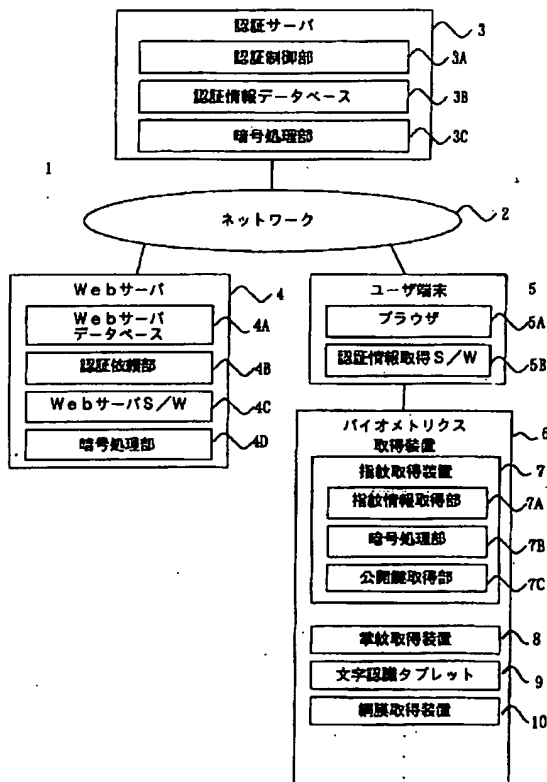 認証サーバ 3
認証制御部 3A
認証情報データベース 3B
暗号処理部 3C
1
ネットワーク 2
Webサーバ 4
Webサーバ
データベース 4A
認証依頼部 4B
WebサーバS/W 4C
暗号処理部 4D
ユーザ端末 5
ブラウザ 5A
認証情報取得S/W 5B
バイオメトリクス
取得装置 6
指紋取得装置 7
指紋情報取得部 7A
暗号処理部 7B
公開鍵取得部 7C
掌紋取得装置 8
文字認識タブレット 9
網膜取得装置 10